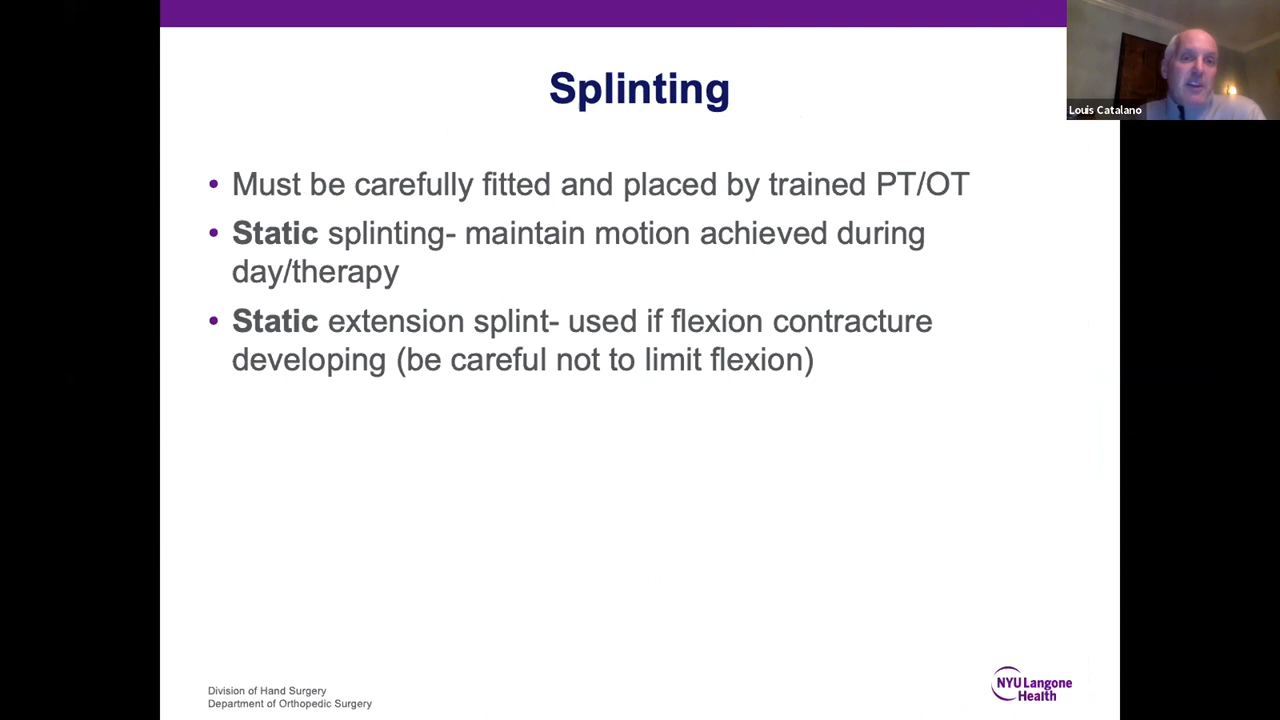 Splinting
Louis Catalano
• Must be carefully fitted and placed by trained PT/OT
• Static splinting- maintain motion achieved during
day/therapy
• Static extension splint- used if flexion contracture
developing (be careful not to limit flexion)
Division of Hand Surgery
Department of Orthopedic Surgery
NYU Langone
Health